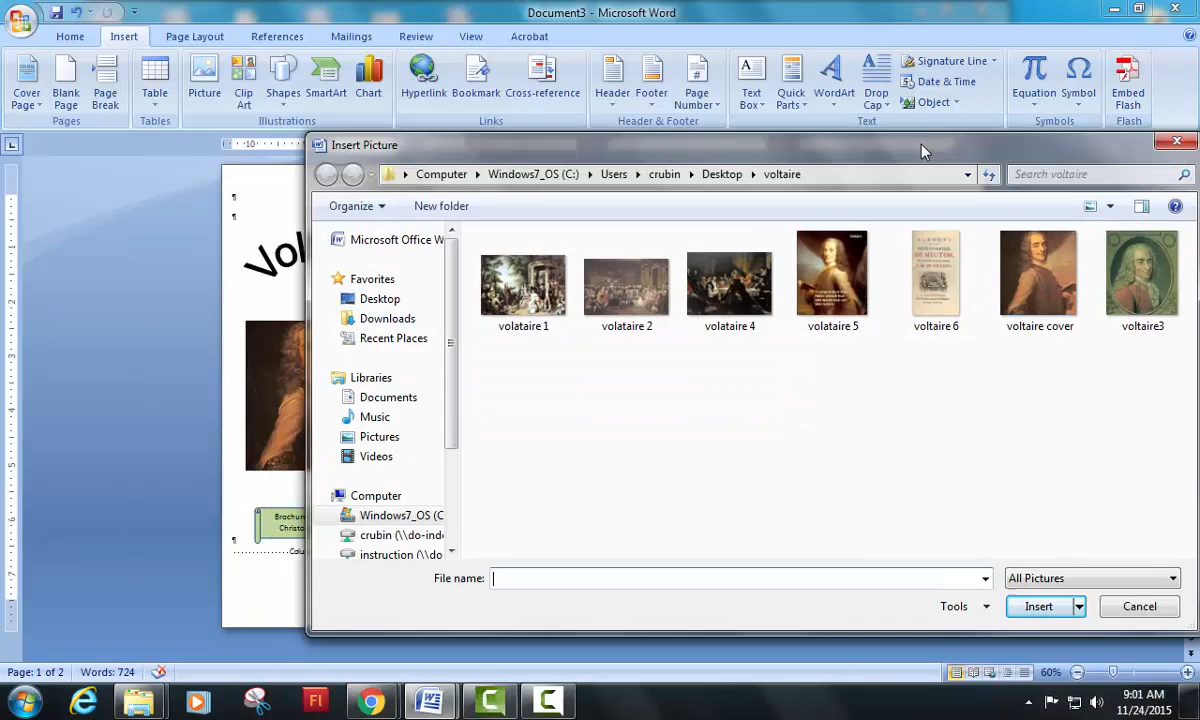 Document3 - Microsoft Word
Home Insert Page Layout References Mailings Review View Acrobat
Cover Page
Blank Page
Page Break
Table
Picture
Clip Art
Shapes
SmartArt
Chart
Hyperlink
Bookmark
Cross-reference
Header
Footer
Page Number
Text Box
Quick Parts
WordArt
Drop Cap
Signature Line
Date & Time
Object
Equation
Symbol
Embed Flash
Pages Tables Illustrations Links Header & Footer Text Symbols Flash
Insert Picture
Computer Windows7_OS (C:) Users crubin Desktop voltaire
Search voltaire
Organize New folder
Microsoft Office W
Favorites
Desktop
Downloads
Recent Places
Libraries
Documents
Music
Pictures
Videos
Computer
Windows7_OS (C
crubin (\\do-ind
instruction (\\do
volataire 1 volataire 2 volataire 4 volataire 5 voltaire 6 voltaire cover voltaire3
Vol
Brochur
Christo
Colu
File name: All Pictures
Tools Insert Cancel
Page: 1 of 2 Words: 724 60%
9:01 AM
11/24/2015